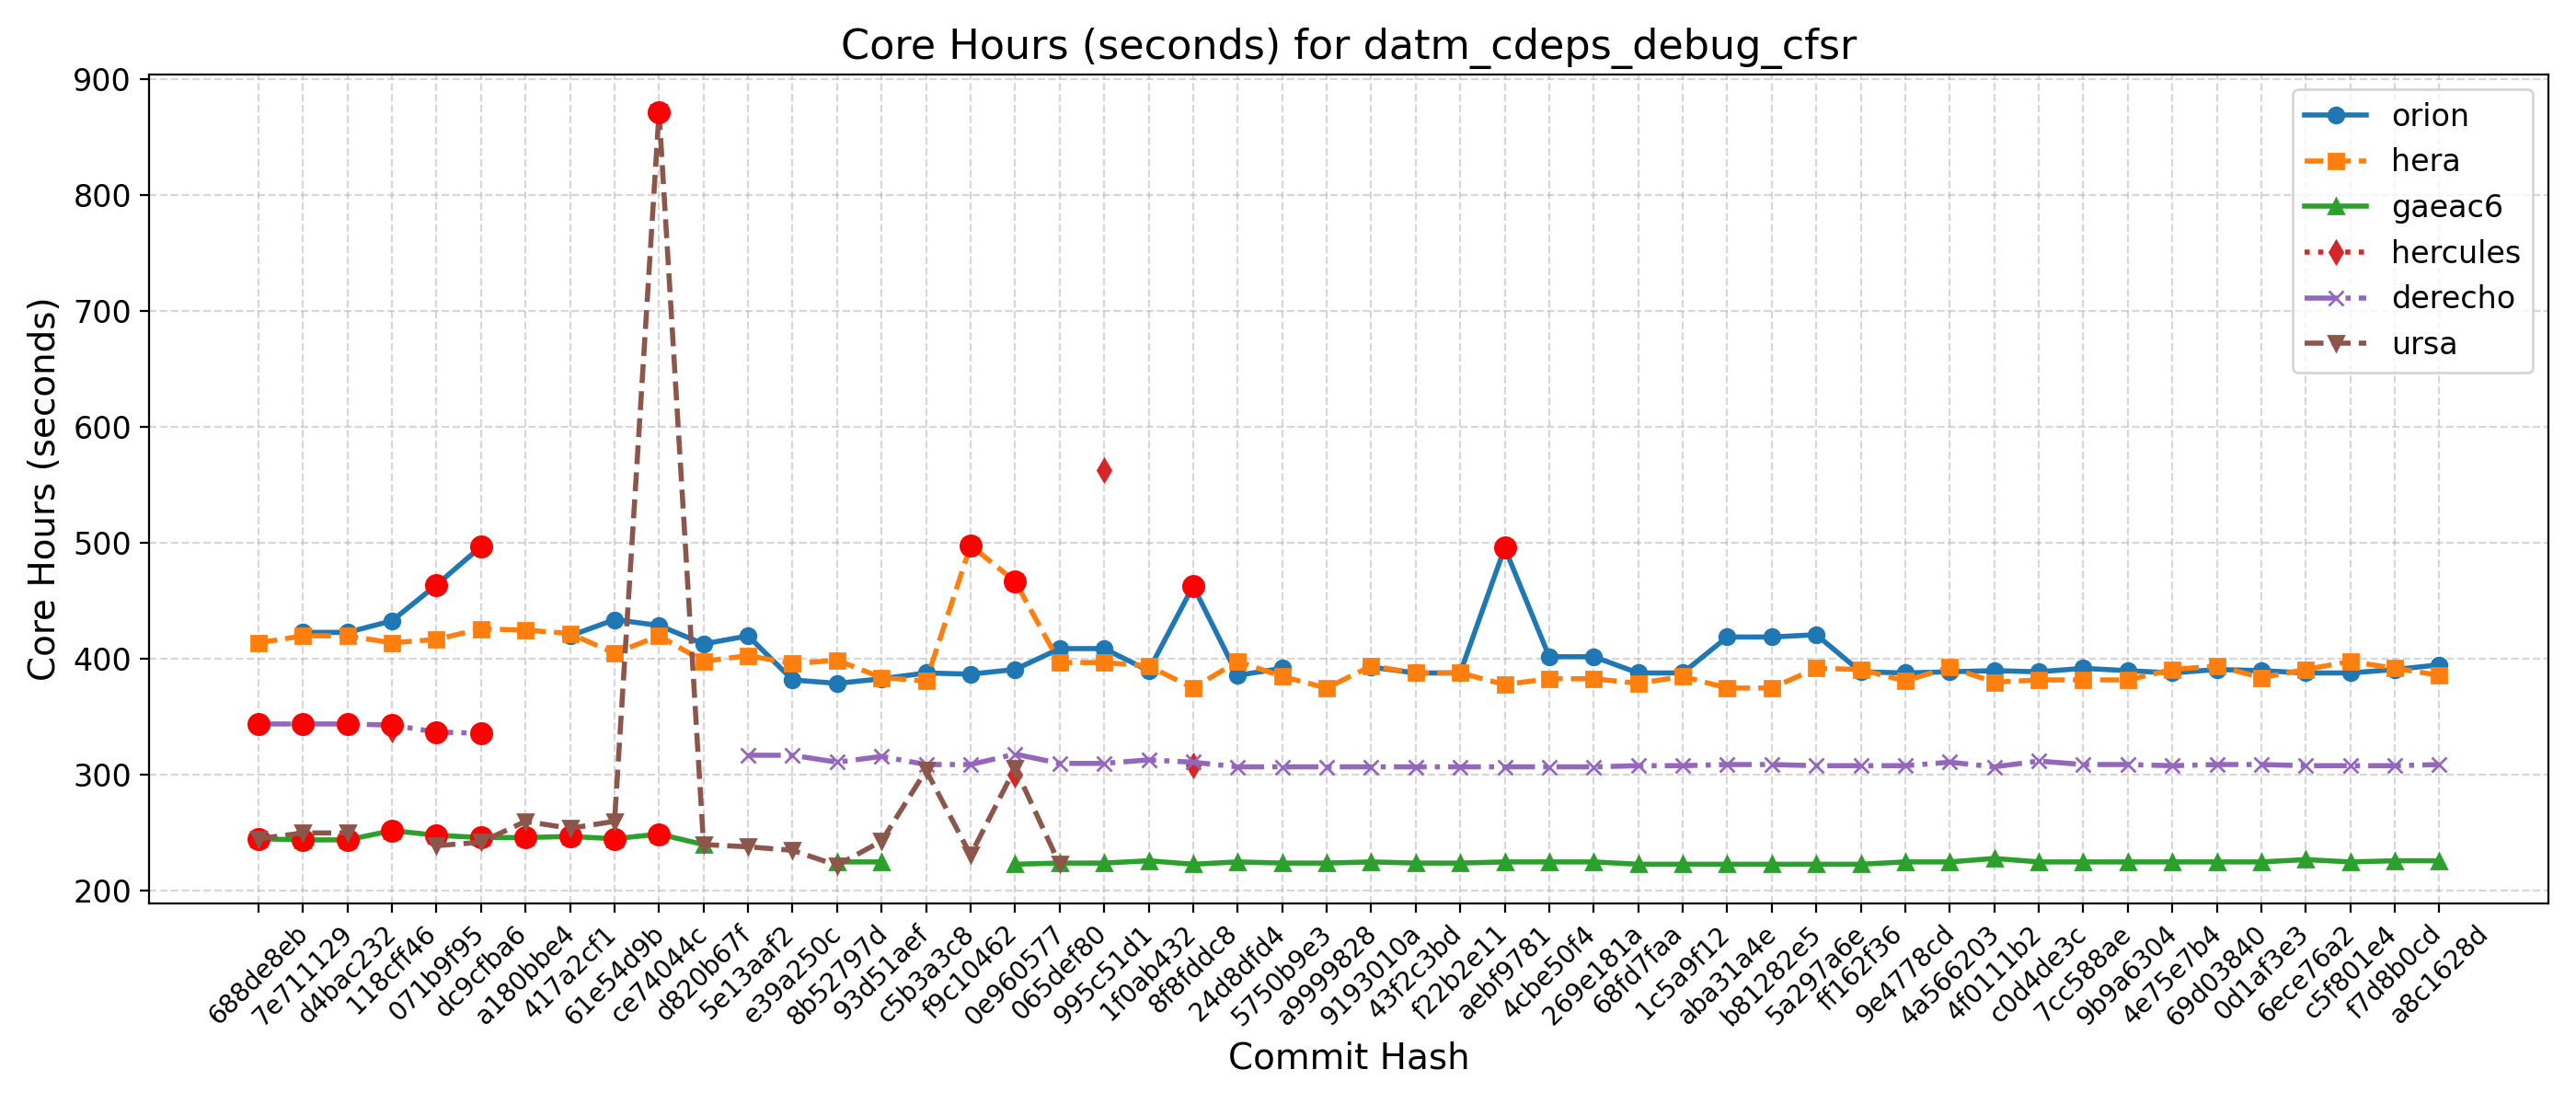 Core Hours (seconds) for datm_cdeps_debug_cfsr
Core Hours (seconds)
900
800
700
600
500
400
300
200
orion
hera
gaeac6
hercules
derecho
ursa
688de8eb
7e711129
d4bac232
118cff46
071b9f95
dc9cfba6
a180bbe4
417a2cf1
61e54d9b
ce74044c
d820b67f
5e13aaf2
e39a250c
8b52797d
93d51aef
c5b3a3c8
f9c10462
0e960577
065def80
995c51d1
1f0ab432
8f8fddc8
24d8dfd4
5750b9e3
a9999828
9193010a
43f2c3bd
f22b2e11
aebf9781
4cbe50f4
269e181a
68fd7faa
1c5a9f12
aba31a4e
b81282e5
5a297a6e
ff162f36
9e4778cd
4a566203
4f0111b2
c0d4de3c
7cc588ae
9b9a6304
4e75e7b4
69d03840
0d1af3e3
6ece76a2
c5f801e4
f7d8b0cd
a8c1628d
Commit Hash